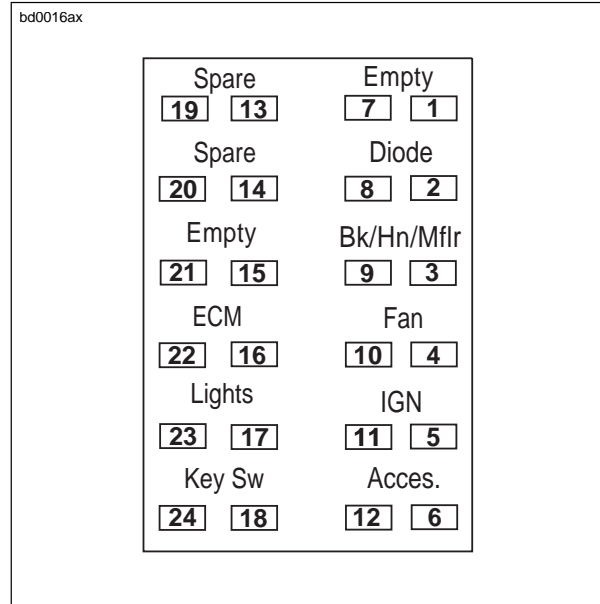 bd0016ax
Spare Empty
19 13 7 1
Spare Diode
20 14 8 2
Empty Bk/Hn/Mflr
21 15 9 3
ECM Fan
22 16 10 4
Lights IGN
23 17 11 5
Key Sw Acces.
24 18 12 6